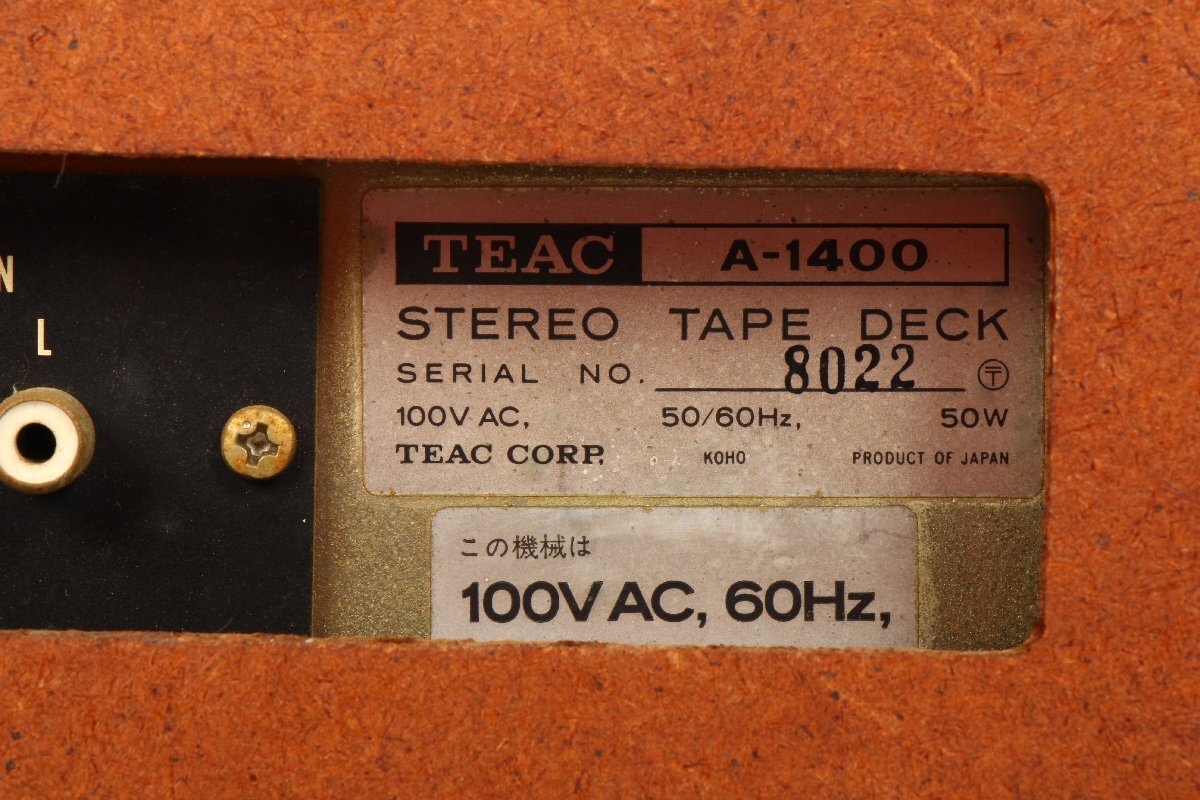 N
L
TEAC A-1400
STEREO TAPE DECK
SERIAL NO. 8022 〒
100V AC, 50/60Hz, 50W
TEAC CORP. KOHO PRODUCT OF JAPAN
この機械は
100V AC, 60Hz,